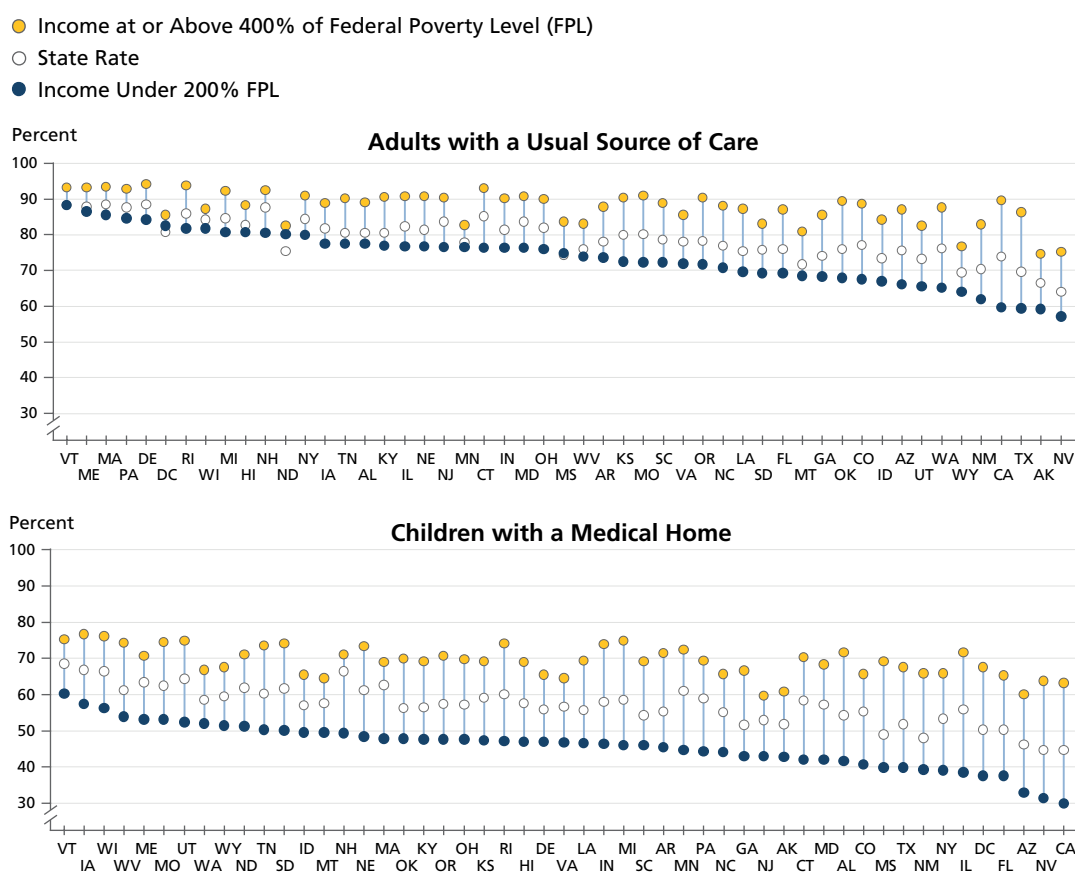 Income at or Above 400% of Federal Poverty Level (FPL)
State Rate
Income Under 200% FPL
Percent
Adults with a Usual Source of Care
100
90
80
70
60
50
40
30
VT MA DE RI MI NH NY TN KY NE MN IN OH WV KS SC OR LA FL GA CO AZ WA NM TX NV
ME PA DC WI HI ND IA AL IL NJ CT MD MS AR MO VA NC SD MT OK ID UT WY CA AK
Percent
Children with a Medical Home
100
90
80
70
60
50
40
30
VT WI ME UT WY TN ID NH MA KY OH RI DE LA MI AR PA GA AK MD CO TX NY DC AZ CA
IA WV MO WA ND SD MT NE OK OR KS HI VA IN SC MN NC NJ CT AL MS NM IL FL NV